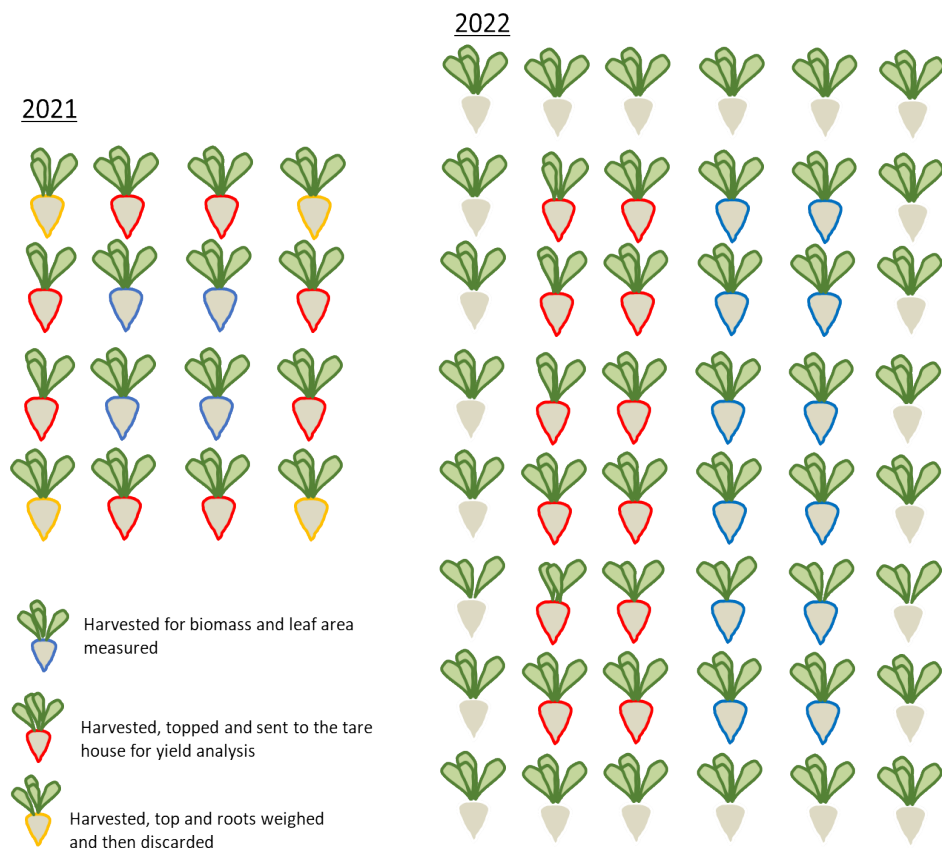 2022
2021
Harvested for biomass and leaf area
measured
Harvested, topped and sent to the tare
house for yield analysis
Harvested, top and roots weighed
and then discarded